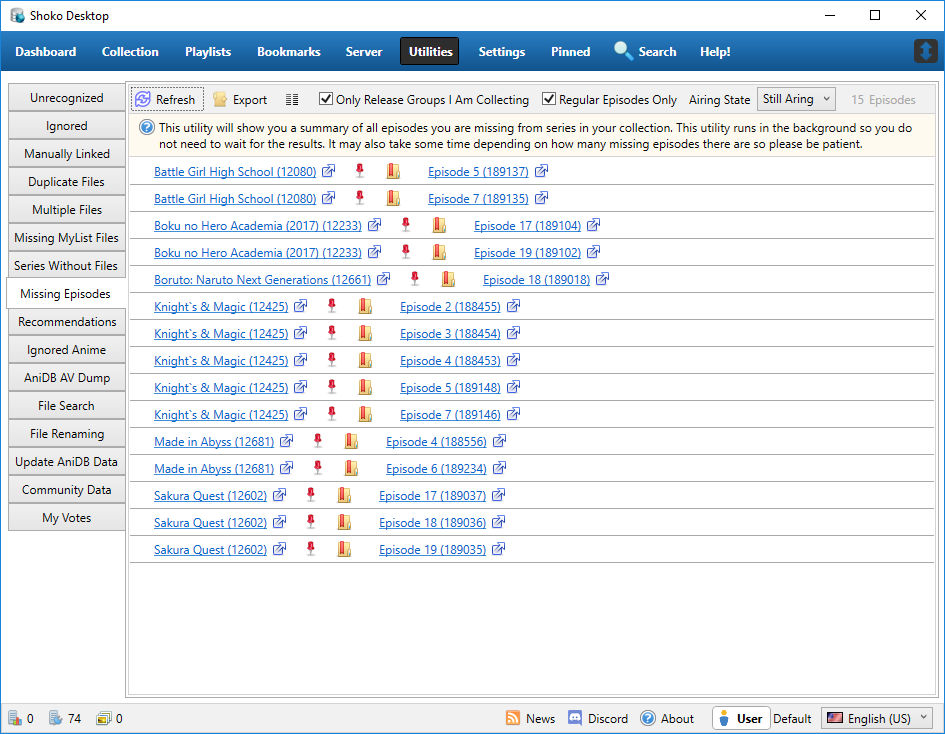 Shoko Desktop
Dashboard Collection Playlists Bookmarks Server Utilities Settings Pinned Search Help!
Unrecognized
Ignored
Manually Linked
Duplicate Files
Multiple Files
Missing MyList Files
Series Without Files
Missing Episodes
Recommendations
Ignored Anime
AniDB AV Dump
File Search
File Renaming
Update AniDB Data
Community Data
My Votes
Refresh Export Only Release Groups I Am Collecting Regular Episodes Only Airing State Still Aring 15 Episodes
This utility will show you a summary of all episodes you are missing from series in your collection. This utility runs in the background so you do
not need to wait for the results. It may also take some time depending on how many missing episodes there are so please be patient.
Battle Girl High School (12080) Episode 5 (189137)
Battle Girl High School (12080) Episode 7 (189135)
Boku no Hero Academia (2017) (12233) Episode 17 (189104)
Boku no Hero Academia (2017) (12233) Episode 19 (189102)
Boruto: Naruto Next Generations (12661) Episode 18 (189018)
Knight`s & Magic (12425) Episode 2 (188455)
Knight`s & Magic (12425) Episode 3 (188454)
Knight`s & Magic (12425) Episode 4 (188453)
Knight`s & Magic (12425) Episode 5 (189148)
Knight`s & Magic (12425) Episode 7 (189146)
Made in Abyss (12681) Episode 4 (188556)
Made in Abyss (12681) Episode 6 (189234)
Sakura Quest (12602) Episode 17 (189037)
Sakura Quest (12602) Episode 18 (189036)
Sakura Quest (12602) Episode 19 (189035)
0 74 0 News Discord About User Default English (US)